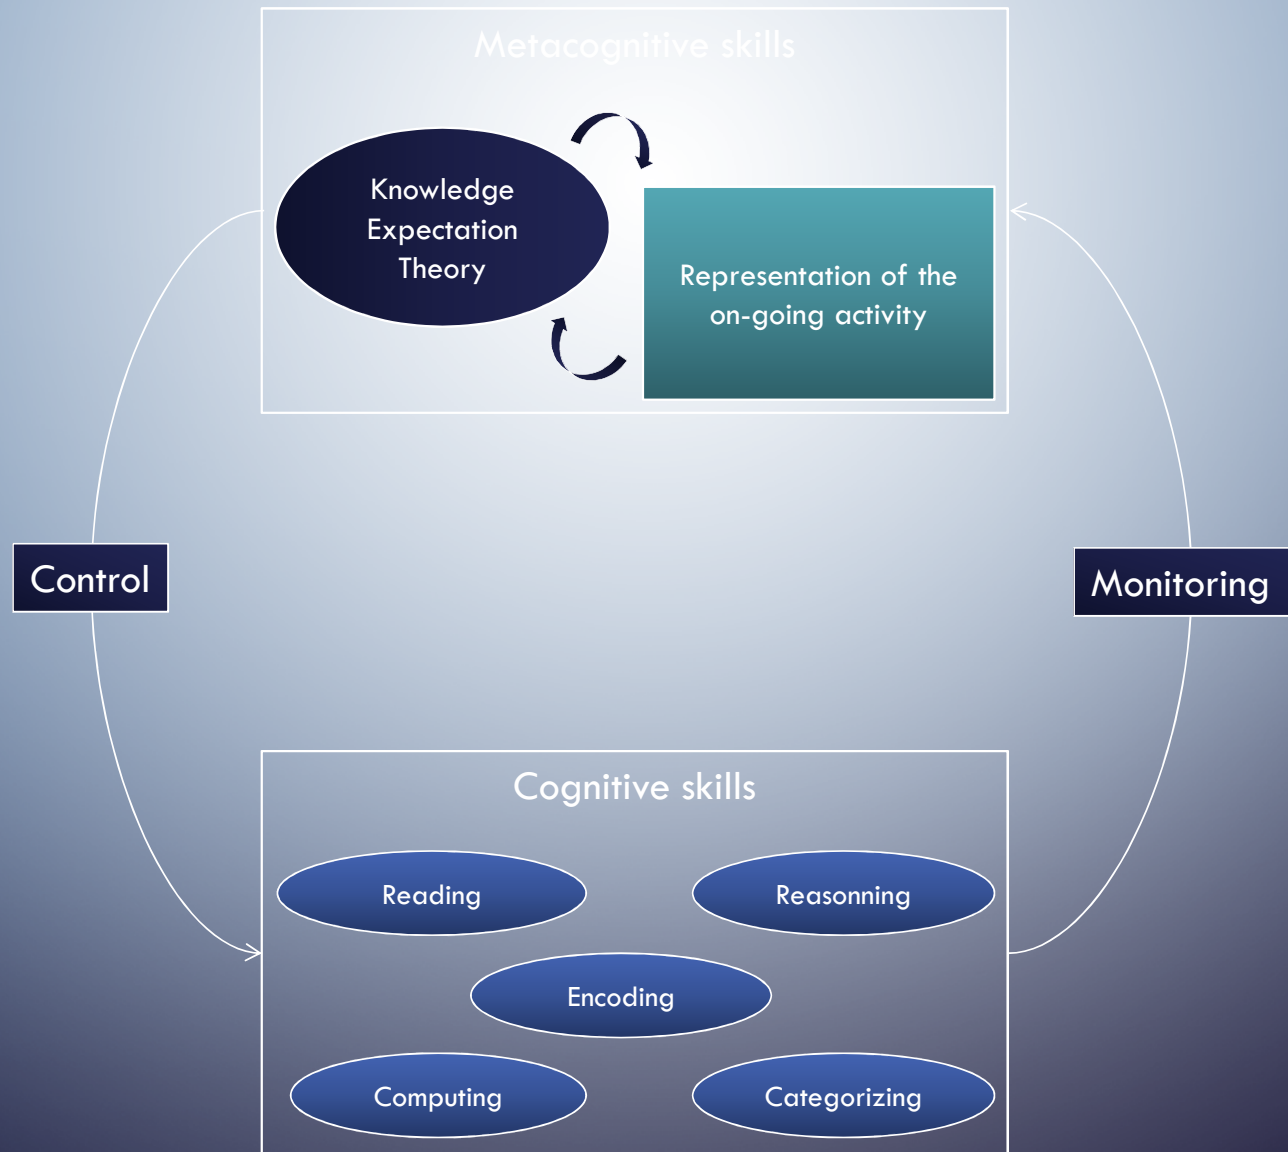 Metacognitive skills
Knowledge
Expectation
Theory
Representation of the
on-going activity
Control
Monitoring
Cognitive skills
Reading
Reasonning
Encoding
Computing
Categorizing